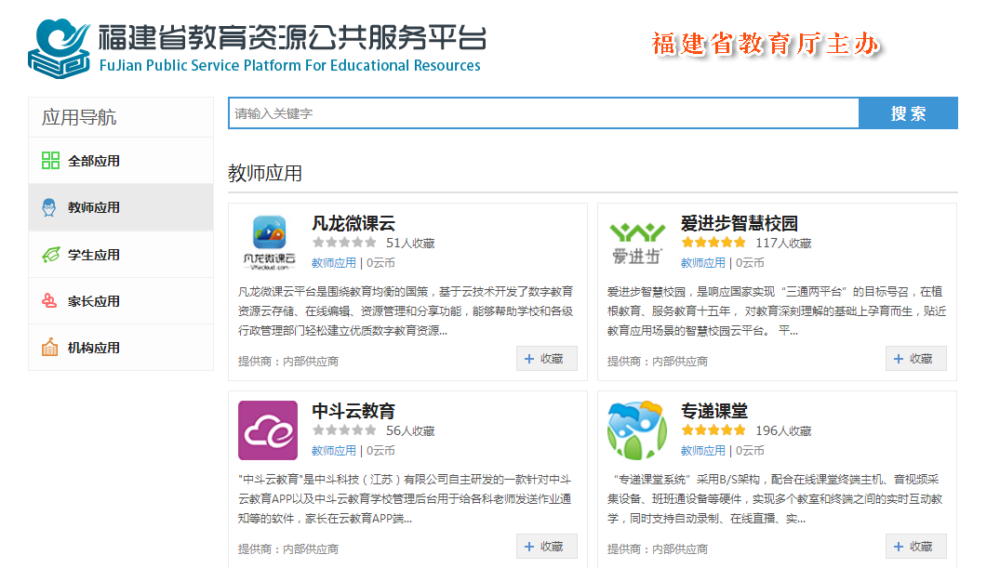 福建省教育资源公共服务平台
FuJian Public Service Platform For Educational Resources
福建省教育厅主办
应用导航
全部应用
教师应用
学生应用
家长应用
机构应用
请输入关键字
搜 索
教师应用
凡龙微课云
凡龙微课云
51人收藏
教师应用 | 0云币
凡龙微课云平台是围绕教育均衡的国策，基于云技术开发了数字教育
资源云存储、在线编辑、资源管理和分享功能，能够帮助学校和各级
行政管理部门轻松建立优质数字教育资源...
提供商：内部供应商
+ 收藏
爱进步
爱进步智慧校园
117人收藏
教师应用 | 0云币
爱进步智慧校园，是响应国家实现“三通两平台”的目标号召，在植
根教育、服务教育十五年， 对教育深刻理解的基础上孕育而生，贴近
教育应用场景的智慧校园云平台。 平...
提供商：内部供应商
+ 收藏
中斗云教育
56人收藏
教师应用 | 0云币
"中斗云教育"是中斗科技（江苏）有限公司自主研发的一款针对中斗
云教育APP以及中斗云教育学校管理后台用于给各科老师发送作业通
知等的软件，家长在云教育APP端...
提供商：内部供应商
+ 收藏
专递课堂
196人收藏
教师应用 | 0云币
“专递课堂系统”采用B/S架构，配合在线课堂终端主机、音视频采
集设备、班班通设备等硬件，实现多个教室和终端之间的实时互动教
学，同时支持自动录制、在线直播、实...
提供商：内部供应商
+ 收藏